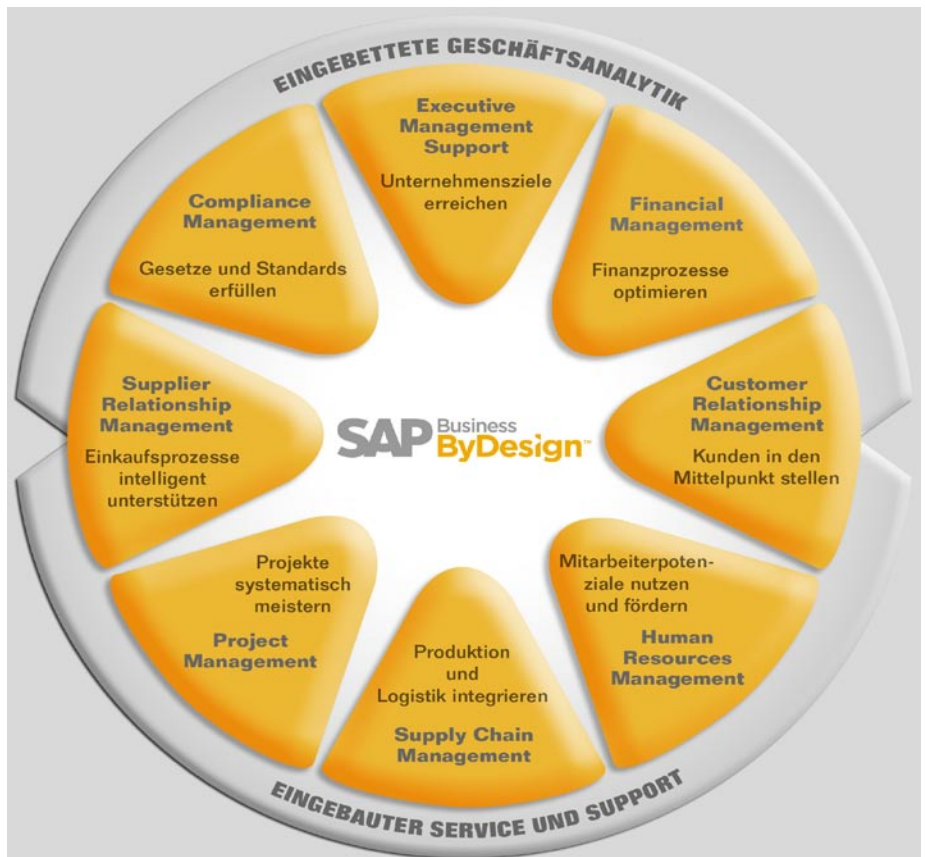 EINGEBETTETE GESCHÄFTSANALYTIK
Executive
Management
Support
Unternehmensziele
erreichen
Financial
Management
Finanzprozesse
optimieren
Customer
Relationship
Management
Kunden in den
Mittelpunkt stellen
Mitarbeiterpoten-
ziale nutzen
und fördern
Human
Resources
Management
Produktion
und
Logistik integrieren
Supply Chain
Management
Projekte
systematisch
meistern
Project
Management
Supplier
Relationship
Management
Einkaufsprozesse
intelligent
unterstützen
Compliance
Management
Gesetze und Standards
erfüllen
SAP Business
ByDesign™
EINGEBAUTER SERVICE UND SUPPORT